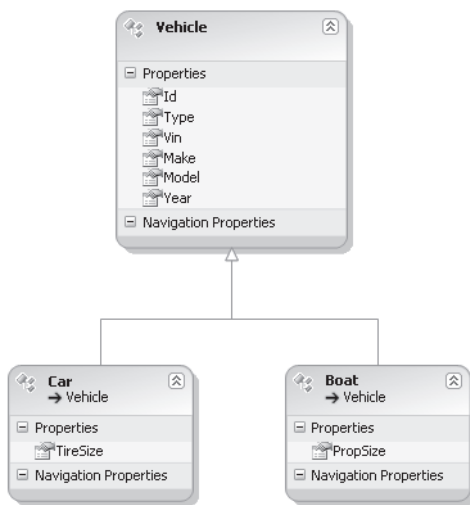 Vehicle
Properties
Id
Type
Vin
Make
Model
Year
Navigation Properties
Car
→ Vehicle
Properties
TireSize
Navigation Properties
Boat
→ Vehicle
Properties
PropSize
Navigation Properties